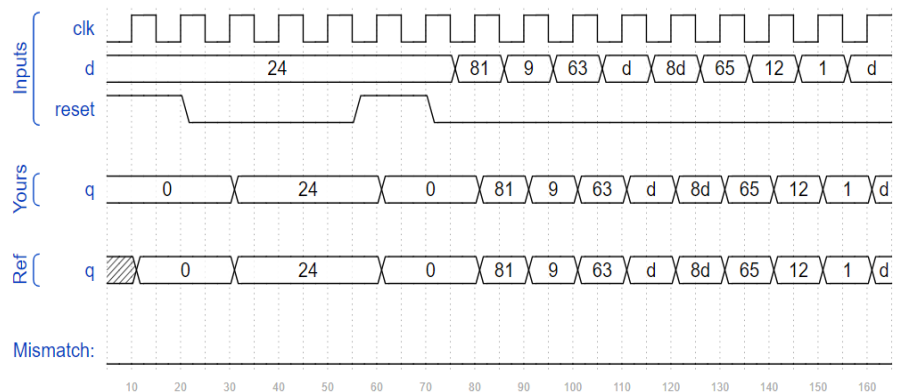 Inputs
clk
d 24 81 9 63 d 8d 65 12 1 d
reset
Yours
q 0 24 0 81 9 63 d 8d 65 12 1 d
Ref
q 0 24 0 81 9 63 d 8d 65 12 1 d
Mismatch:
10 20 30 40 50 60 70 80 90 100 110 120 130 140 150 160